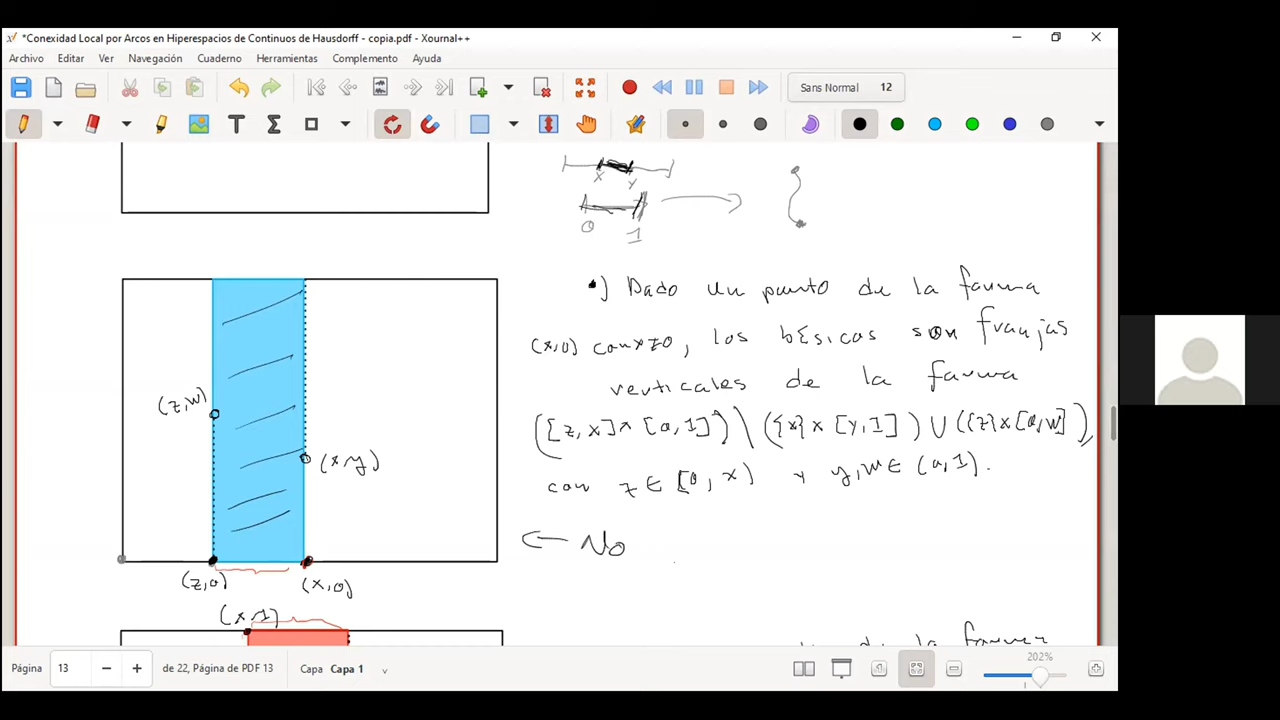 *Conexidad Local por Arcos en Hiperespacios de Continuos de Hausdorff - copia.pdf - Xournal++
Archivo Editar Ver Navegación Cuaderno Herramientas Complemento Ayuda
Sans Normal 12
x y
0 1
•) Dado un punto de la forma
(x,0) con x≠0, los básicos son franjas
verticales de la forma
([z,x]×[0,1]) \ ({x}×[y,1]) ∪ ({z}×[0,w]),
con z∈[0,x) y y,w∈(0,1).
← No
(z,w)
(x,y)
(z,0) (x,0)
(x,1)
de la forma
Página 13 de 22, Página de PDF 13 Capa Capa 1 202%